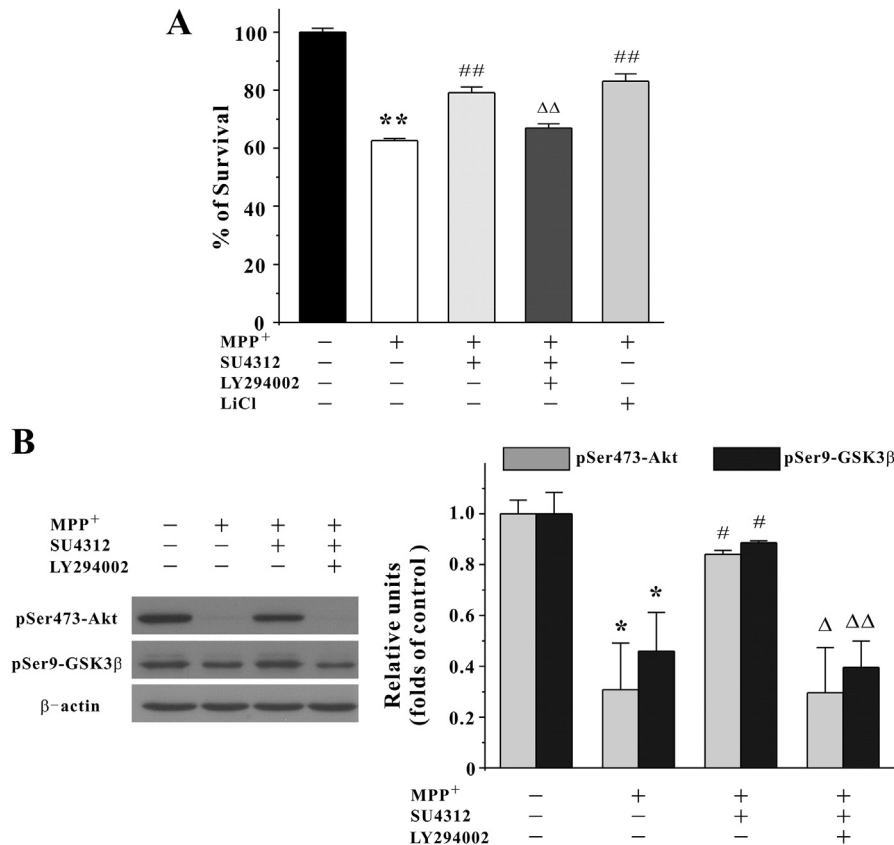 A
100
80
60
40
20
0
% of Survival
**
##
ΔΔ
##
MPP+ − + + + +
SU4312 − − + + −
LY294002 − − − + −
LiCl − − − − +
B
MPP+ − + + +
SU4312 − − + +
LY294002 − − − +
pSer473-Akt
pSer9-GSK3β
β-actin
pSer473-Akt pSer9-GSK3β
1.0
0.8
0.6
0.4
0.2
0
Relative units
(folds of control )
* *
# #
Δ ΔΔ
MPP+ − + + +
SU4312 − − + +
LY294002 − − − +